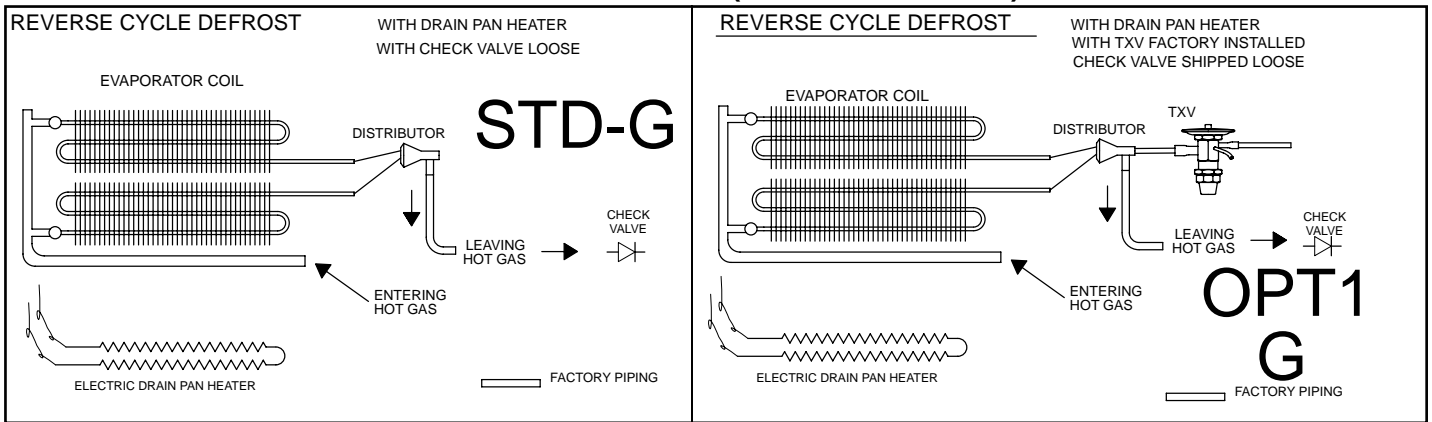 REVERSE CYCLE DEFROST
WITH DRAIN PAN HEATER
WITH CHECK VALVE LOOSE
EVAPORATOR COIL
STD-G
DISTRIBUTOR
CHECK
VALVE
LEAVING
HOT GAS
ENTERING
HOT GAS
ELECTRIC DRAIN PAN HEATER
FACTORY PIPING
REVERSE CYCLE DEFROST
WITH DRAIN PAN HEATER
WITH TXV FACTORY INSTALLED
CHECK VALVE SHIPPED LOOSE
EVAPORATOR COIL
TXV
DISTRIBUTOR
CHECK
VALVE
LEAVING
HOT GAS
ENTERING
HOT GAS
OPT1
G
ELECTRIC DRAIN PAN HEATER
FACTORY PIPING